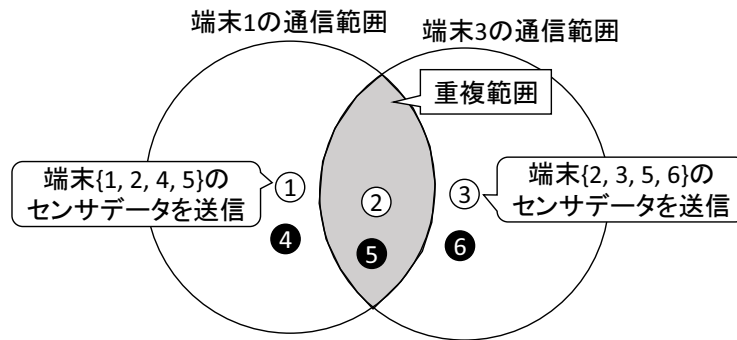 端末1の通信範囲
端末3の通信範囲
重複範囲
端末{1, 2, 4, 5}の
センサデータを送信
1
2
3
端末{2, 3, 5, 6}の
センサデータを送信
4
5
6